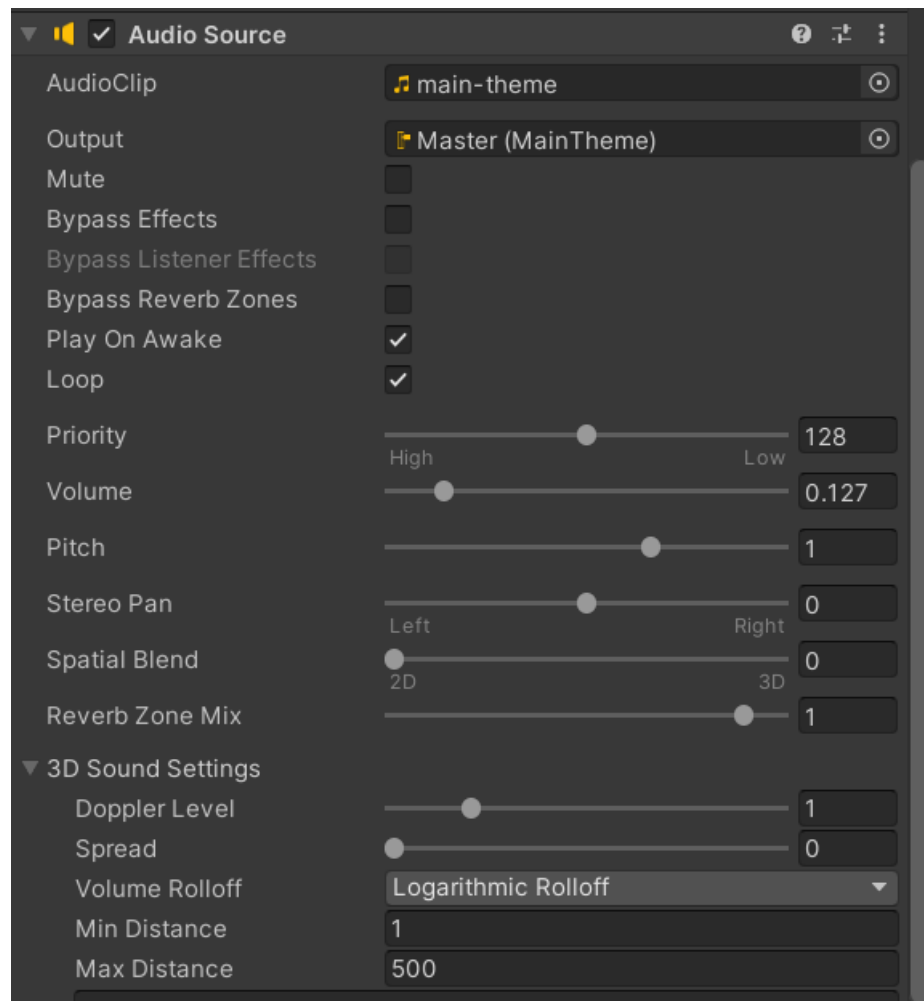 Audio Source
AudioClip main-theme
Output Master (MainTheme)
Mute
Bypass Effects
Bypass Listener Effects
Bypass Reverb Zones
Play On Awake
Loop
Priority 128
High Low
Volume 0.127
Pitch 1
Stereo Pan 0
Left Right
Spatial Blend 0
2D 3D
Reverb Zone Mix 1
3D Sound Settings
Doppler Level 1
Spread 0
Volume Rolloff Logarithmic Rolloff
Min Distance 1
Max Distance 500